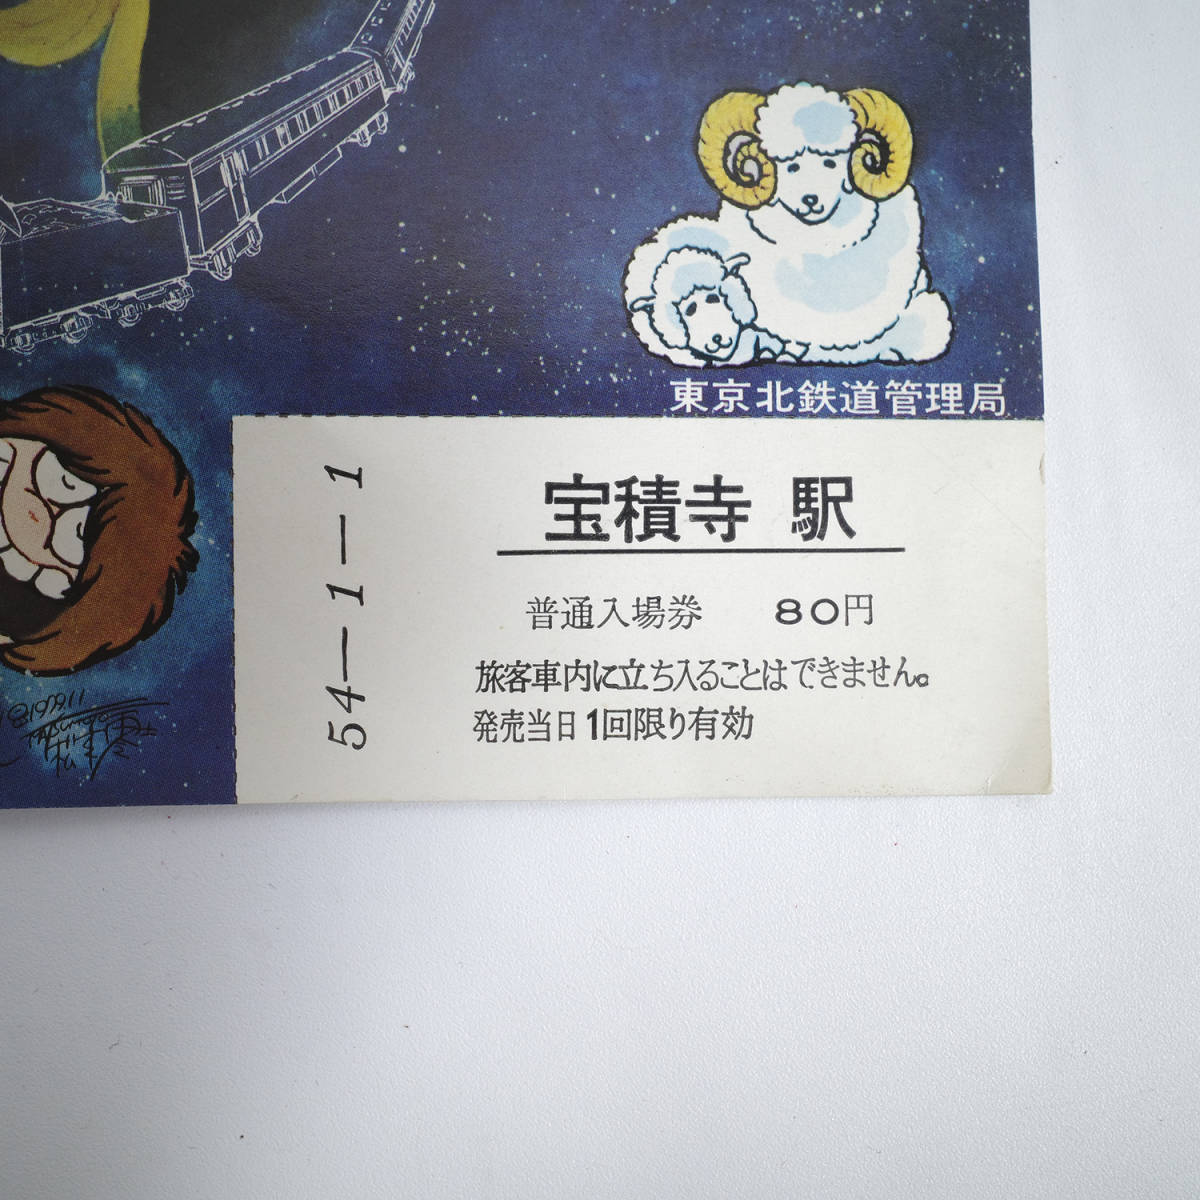 東京北鉄道管理局
54-1-1
宝積寺 駅
普通入場券 80円
旅客車内に立ち入ることはできません。
発売当日1回限り有効